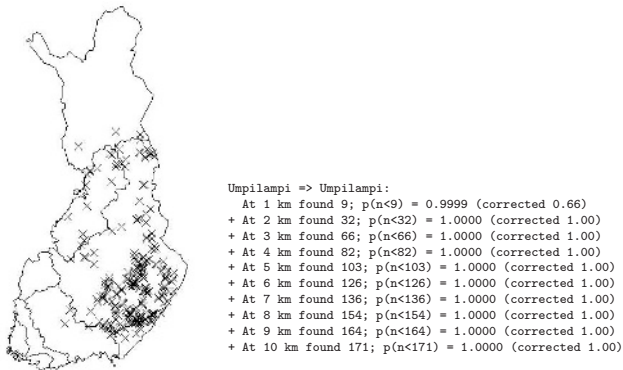 Umpilampi => Umpilampi:
At 1 km found 9; p(n<9) = 0.9999 (corrected 0.66)
+ At 2 km found 32; p(n<32) = 1.0000 (corrected 1.00)
+ At 3 km found 66; p(n<66) = 1.0000 (corrected 1.00)
+ At 4 km found 82; p(n<82) = 1.0000 (corrected 1.00)
+ At 5 km found 103; p(n<103) = 1.0000 (corrected 1.00)
+ At 6 km found 126; p(n<126) = 1.0000 (corrected 1.00)
+ At 7 km found 136; p(n<136) = 1.0000 (corrected 1.00)
+ At 8 km found 154; p(n<154) = 1.0000 (corrected 1.00)
+ At 9 km found 164; p(n<164) = 1.0000 (corrected 1.00)
+ At 10 km found 171; p(n<171) = 1.0000 (corrected 1.00)